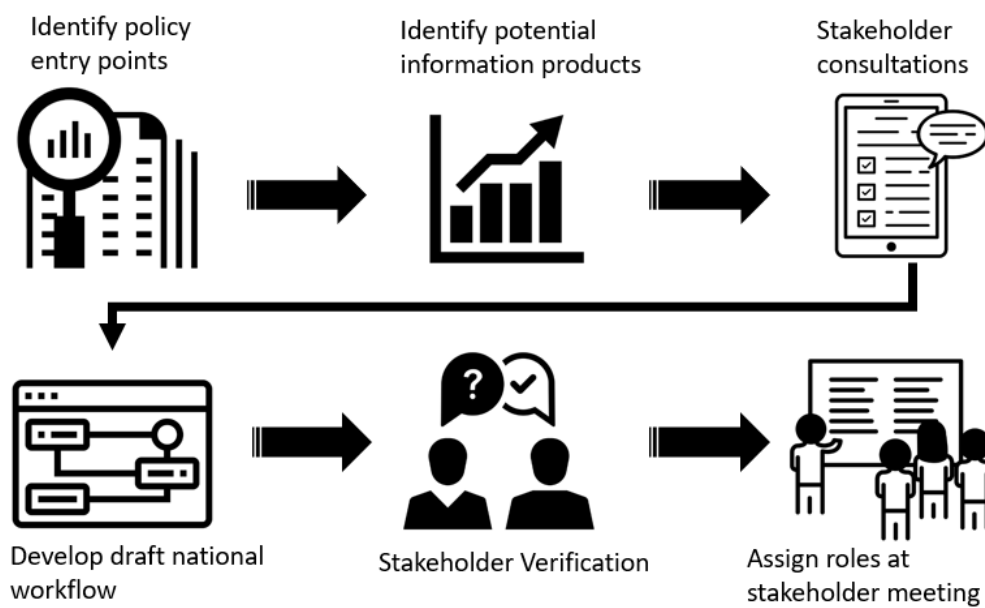 Identify policy
entry points
Identify potential
information products
Stakeholder
consultations
?
Develop draft national
workflow
Stakeholder Verification
Assign roles at
stakeholder meeting